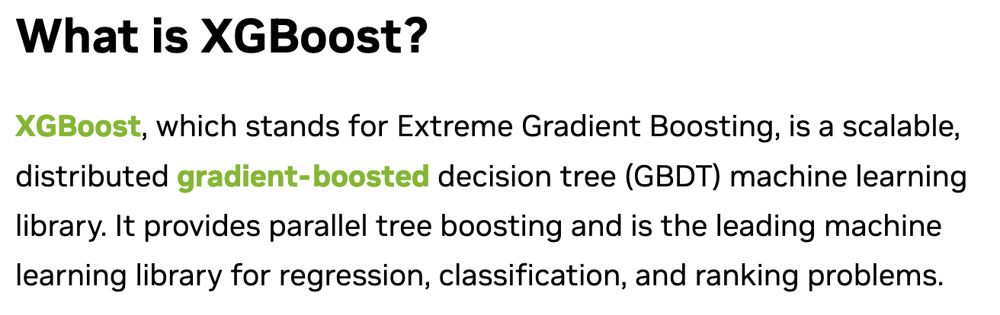 What is XGBoost?
XGBoost, which stands for Extreme Gradient Boosting, is a scalable,
distributed gradient-boosted decision tree (GBDT) machine learning
library. It provides parallel tree boosting and is the leading machine
learning library for regression, classification, and ranking problems.